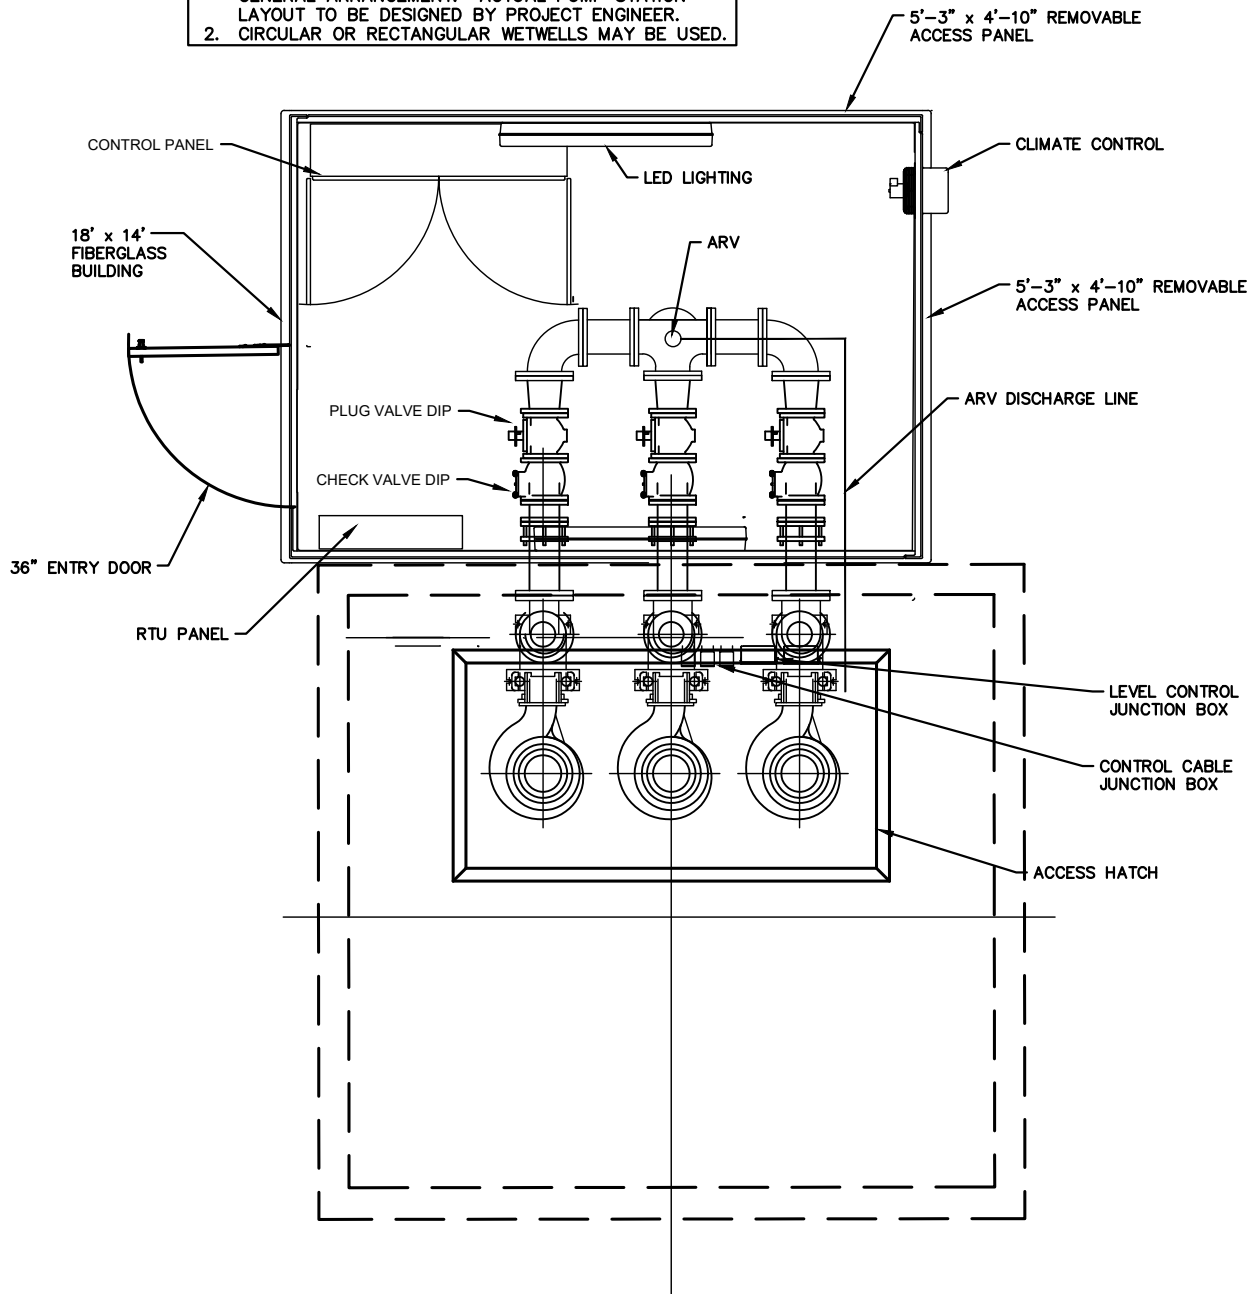 GENERAL ARRANGEMENT. ACTUAL PUMP STATION
LAYOUT TO BE DESIGNED BY PROJECT ENGINEER.
2. CIRCULAR OR RECTANGULAR WETWELLS MAY BE USED.
5'-3" x 4'-10" REMOVABLE
ACCESS PANEL
CONTROL PANEL
CLIMATE CONTROL
LED LIGHTING
18' x 14'
FIBERGLASS
BUILDING
ARV
5'-3" x 4'-10" REMOVABLE
ACCESS PANEL
ARV DISCHARGE LINE
PLUG VALVE DIP
CHECK VALVE DIP
36" ENTRY DOOR
RTU PANEL
LEVEL CONTROL
JUNCTION BOX
CONTROL CABLE
JUNCTION BOX
ACCESS HATCH